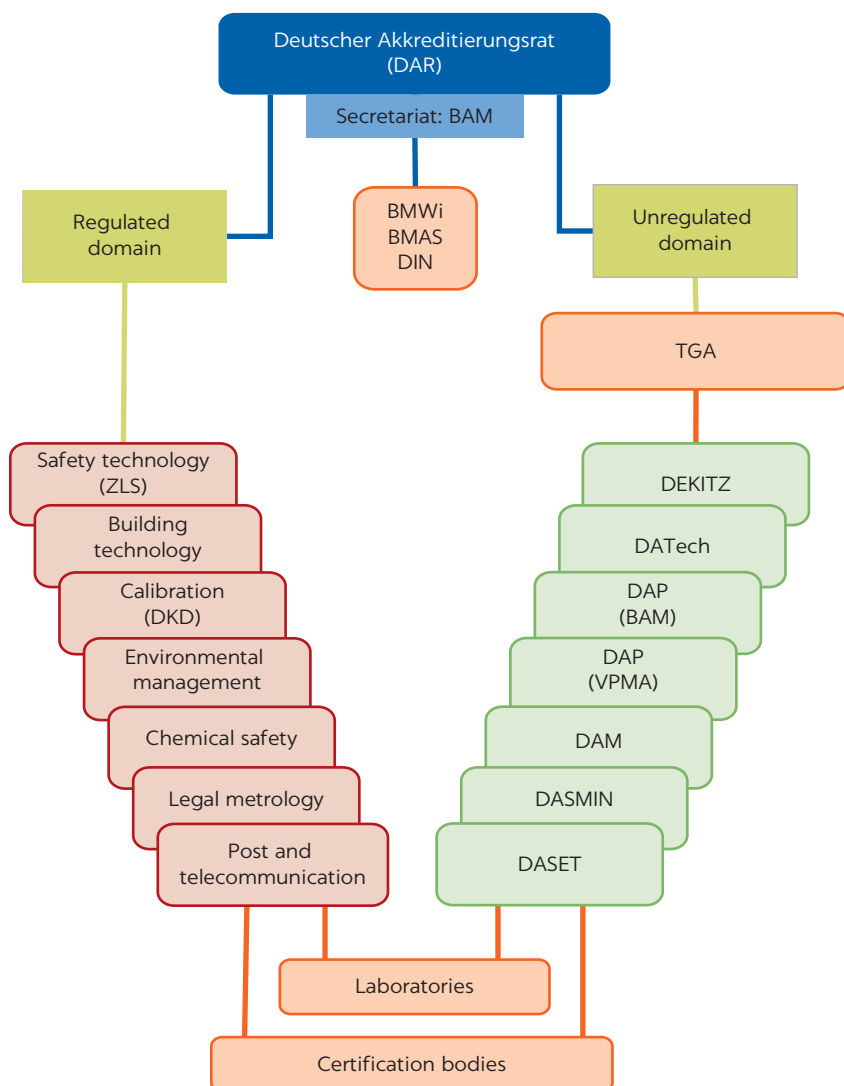 Deutscher Akkreditierungsrat
(DAR)
Secretariat: BAM
Regulated
domain
BMWi
BMAS
DIN
Unregulated
domain
TGA
Safety technology
(ZLS)
Building
technology
Calibration
(DKD)
Environmental
management
Chemical safety
Legal metrology
Post and
telecommunication
DEKITZ
DATech
DAP
(BAM)
DAP
(VPMA)
DAM
DASMIN
DASET
Laboratories
Certification bodies